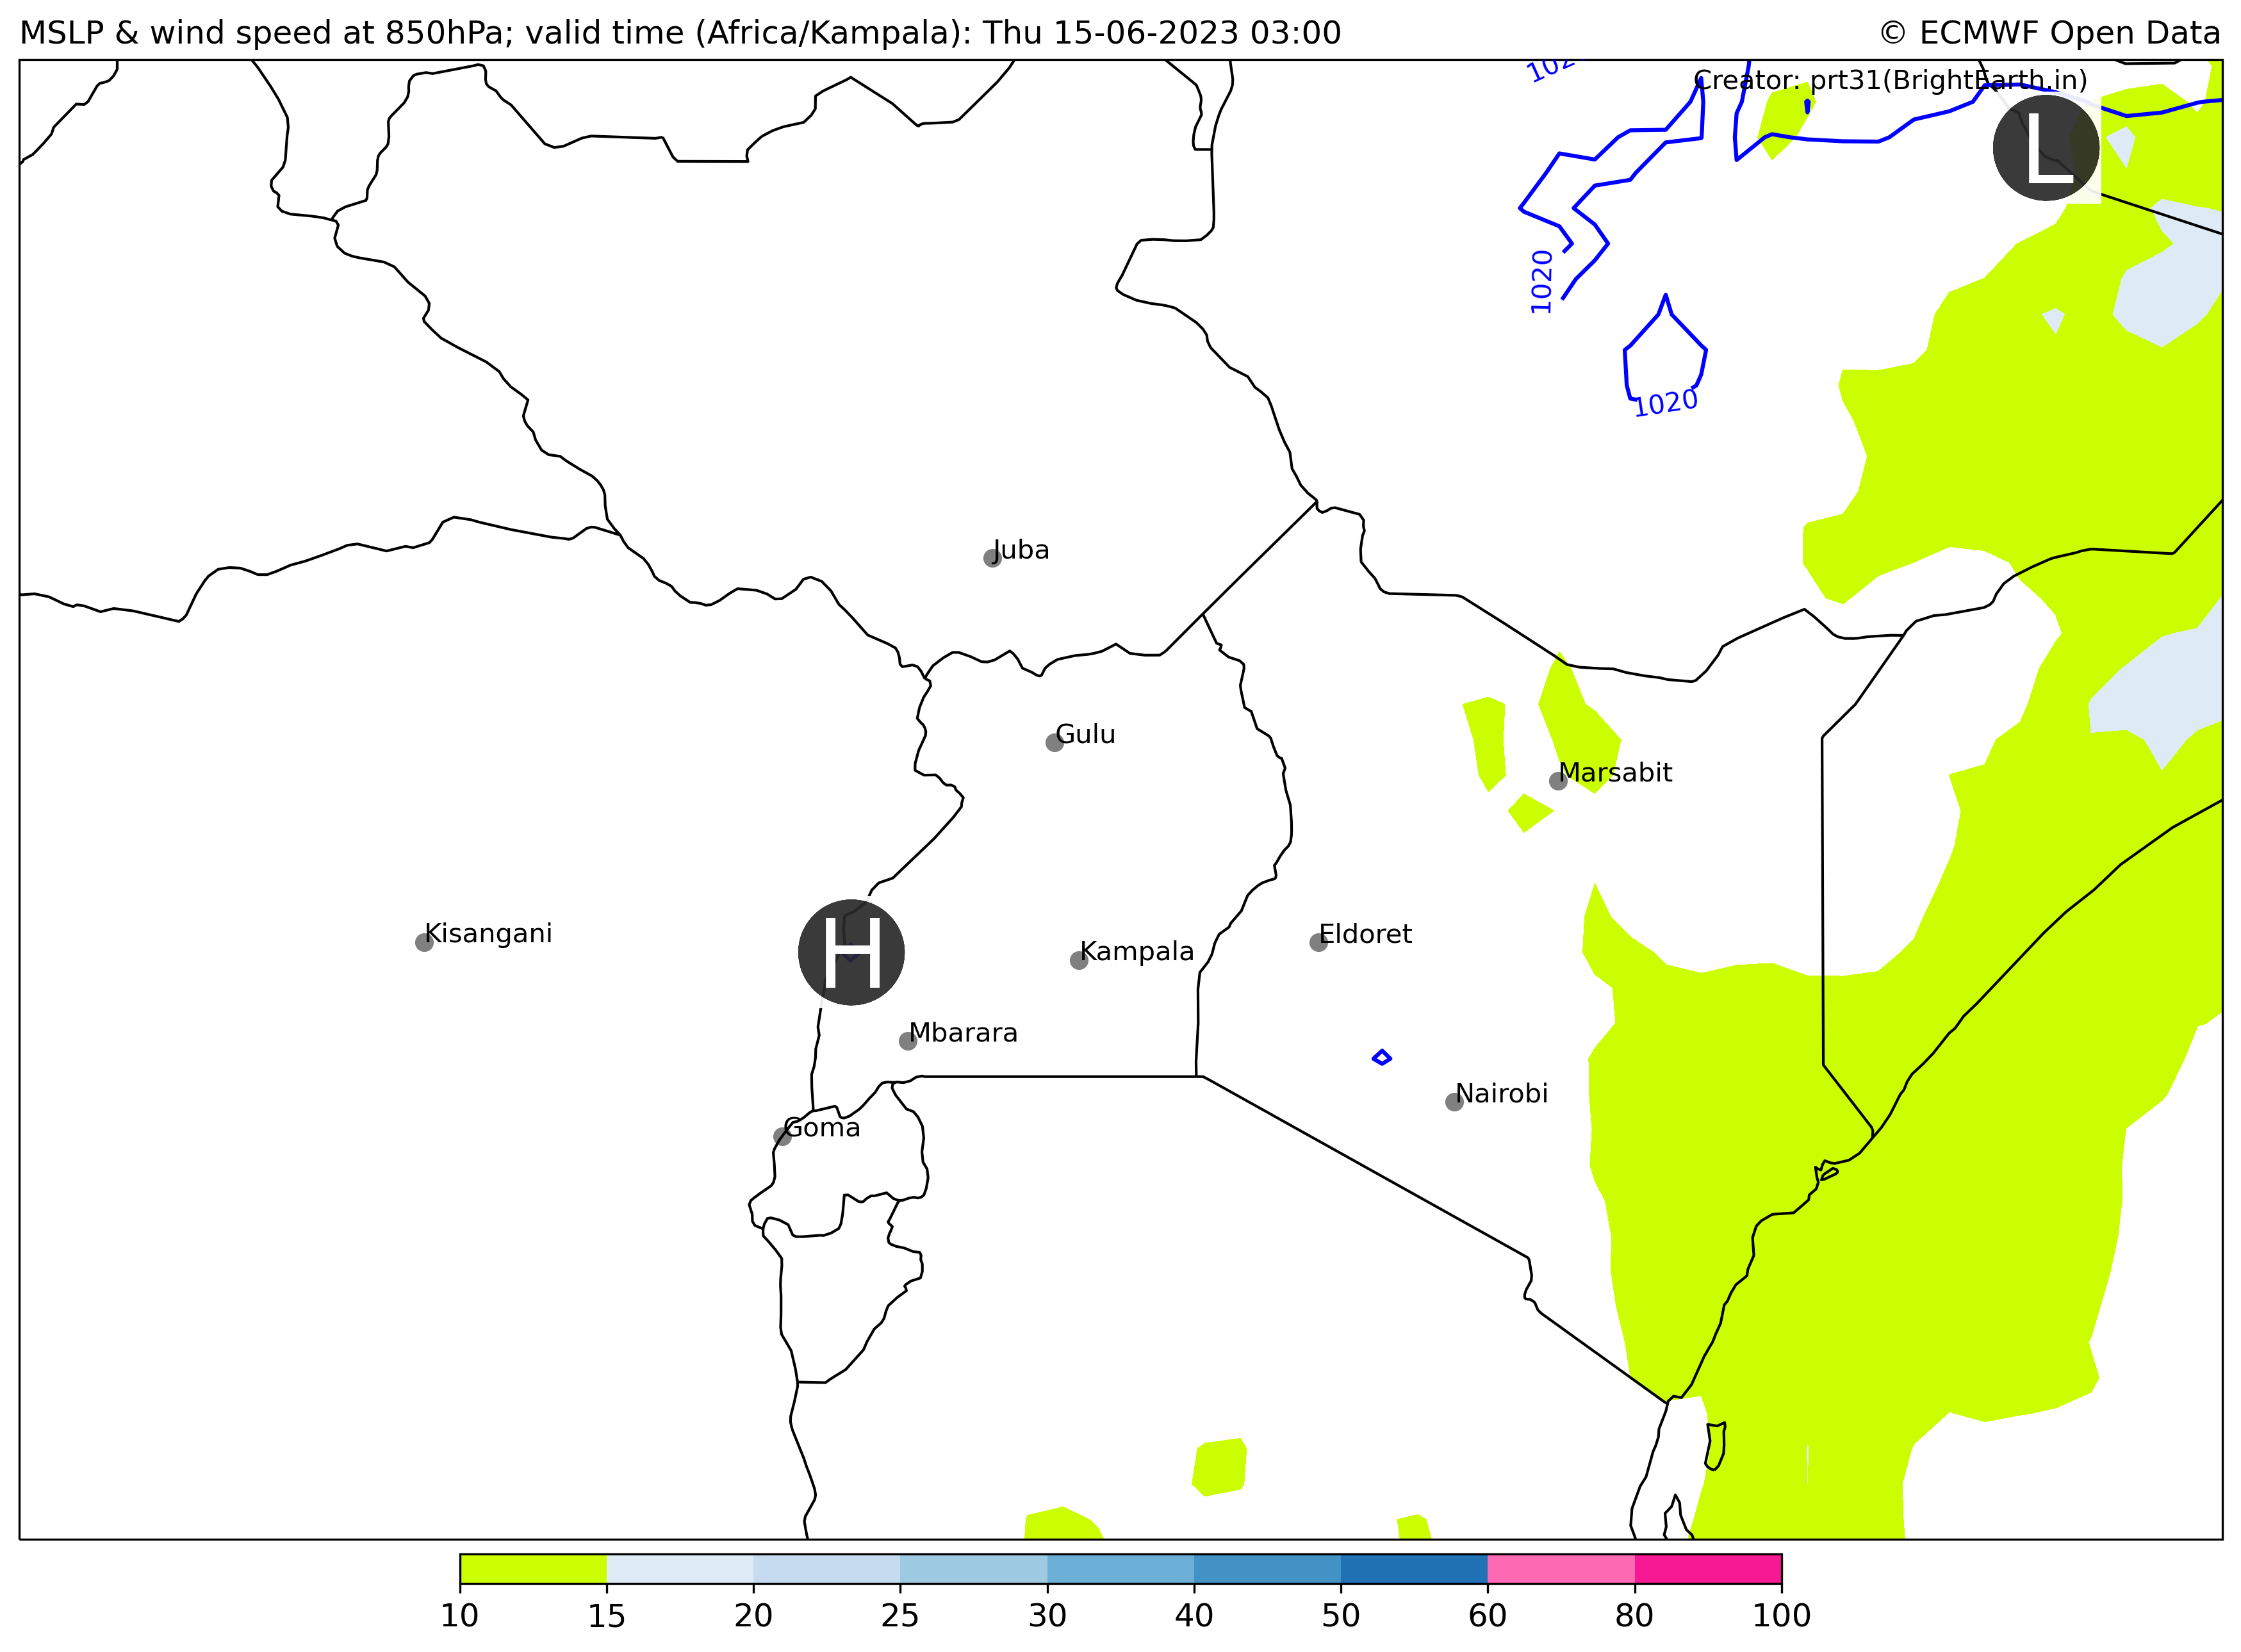 MSLP & wind speed at 850hPa; valid time (Africa/Kampala): Thu 15-06-2023 03:00
© ECMWF Open Data
Creator: prt31(BrightEarth.in)
L
1020
1020
Juba
Gulu
Marsabit
Kisangani
H
Kampala
Eldoret
Mbarara
Nairobi
Goma
10 15 20 25 30 40 50 60 80 100